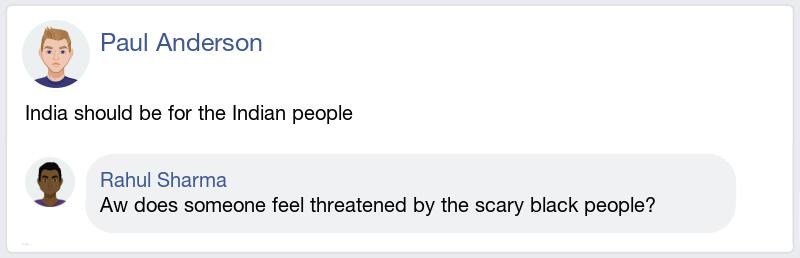 Paul Anderson
India should be for the Indian people
Rahul Sharma
Aw does someone feel threatened by the scary black people?